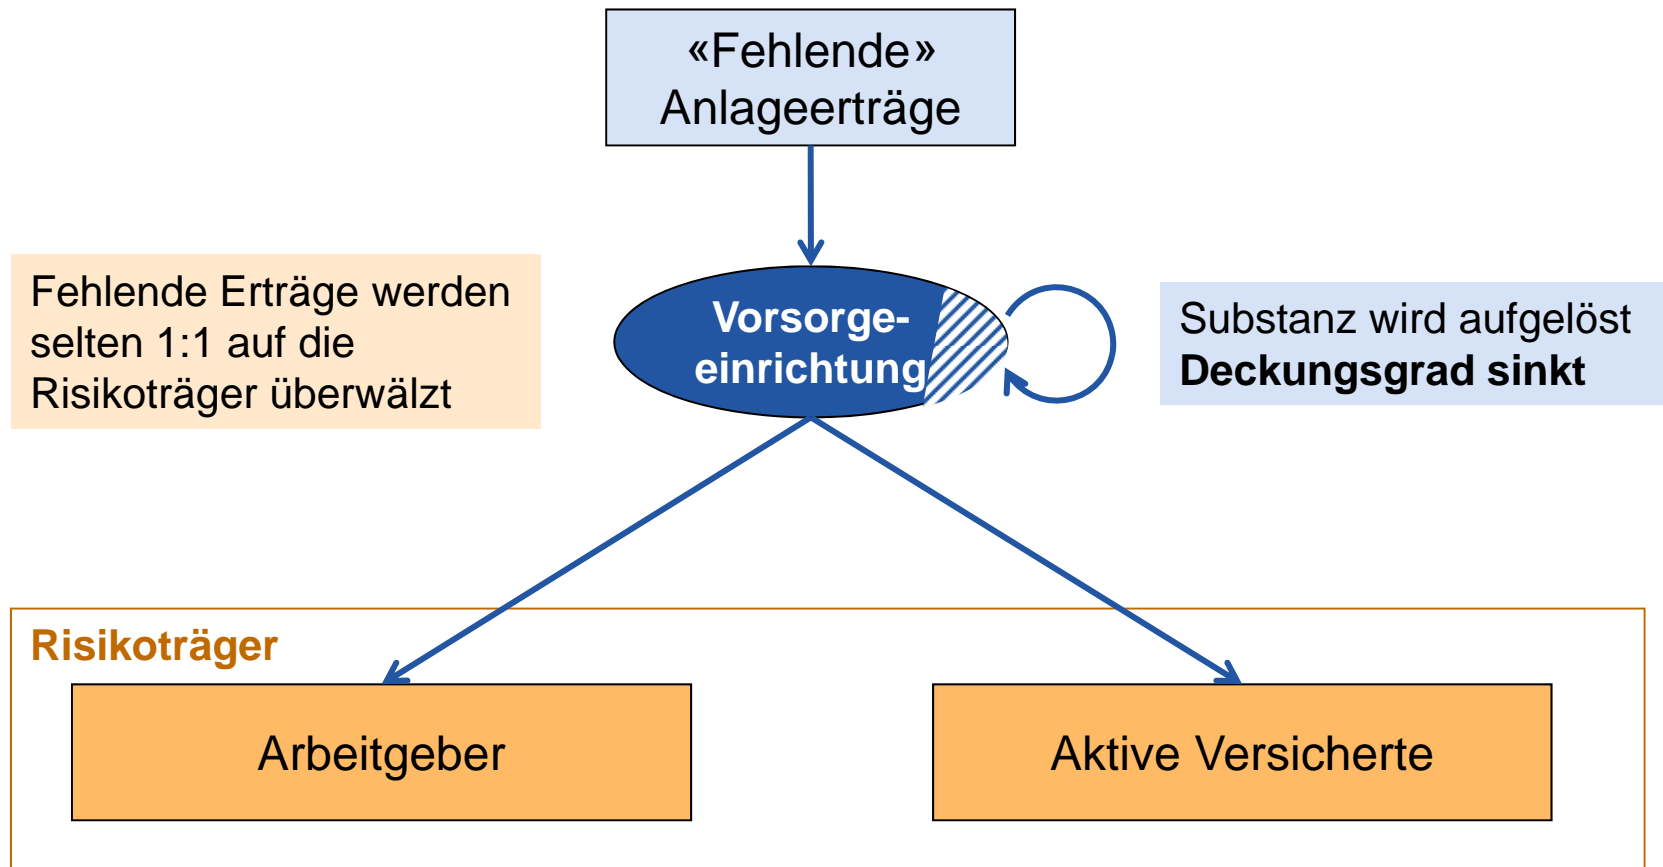 «Fehlende»
Anlageerträge
Fehlende Erträge werden
selten 1:1 auf die
Risikoträger überwälzt
Vorsorge-
einrichtung
Substanz wird aufgelöst
Deckungsgrad sinkt
Risikoträger
Arbeitgeber
Aktive Versicherte